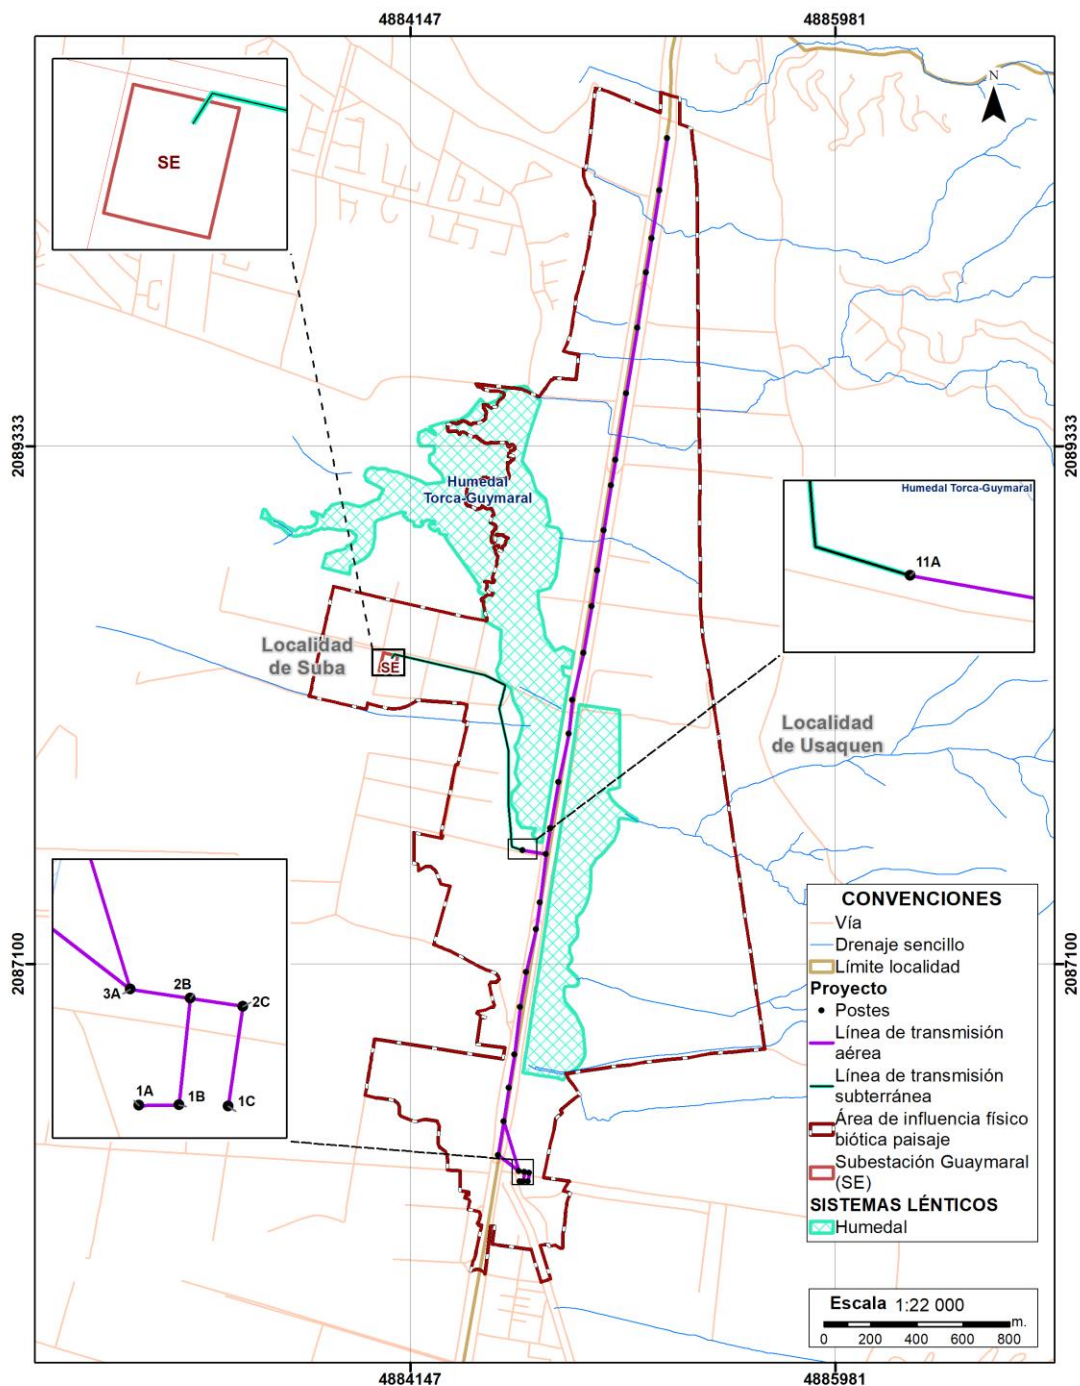 4884147
4885981
N
SE
2089333
2089333
Humedal
Torca-Guymaral
Humedal Torca-Guymaral
11A
Localidad
de Suba
SE
Localidad
de Usaquen
2B
3A
2C
1A
1B
1C
2087100
2087100
CONVENCIONES
Vía
Drenaje sencillo
Límite localidad
Proyecto
Postes
Línea de transmisión
aérea
Línea de transmisión
subterránea
Área de influencia físico
biótica paisaje
Subestación Guaymaral
(SE)
SISTEMAS LÉNTICOS
Humedal
Escala 1:22 000
m.
0 200 400 600 800
4884147
4885981